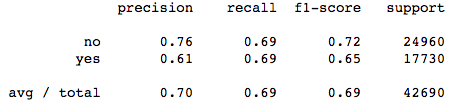 precision recall f1-score support
no 0.76 0.69 0.72 24960
yes 0.61 0.69 0.65 17730
avg / total 0.70 0.69 0.69 42690